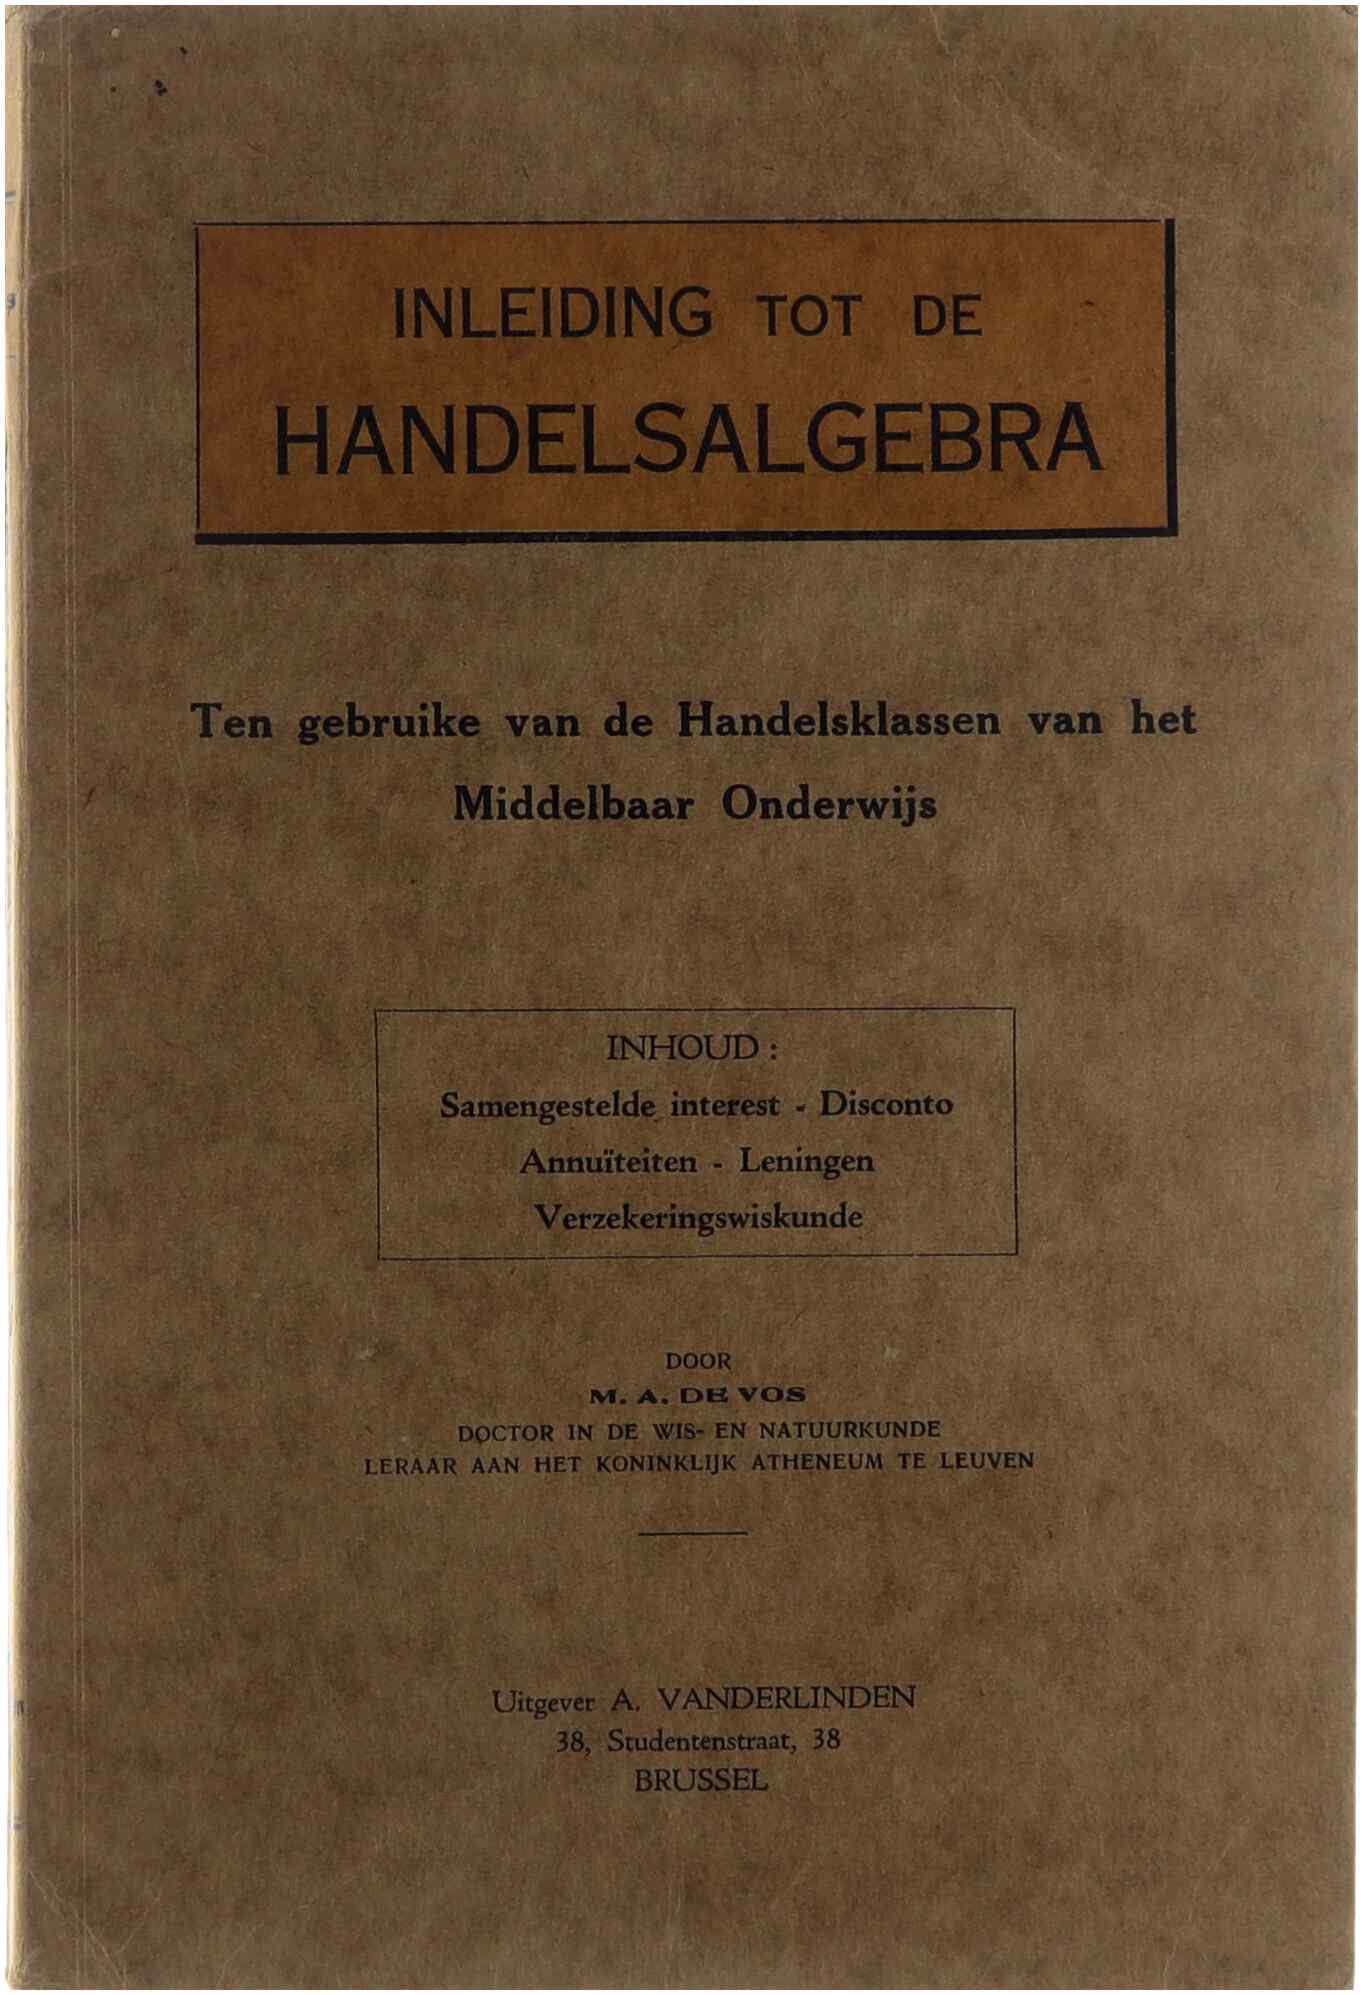 INLEIDING TOT DE
HANDELSALGEBRA
Ten gebruike van de Handelsklassen van het
Middelbaar Onderwijs
INHOUD :
Samengestelde interest - Disconto
Annuïteiten - Leningen
Verzekeringswiskunde
DOOR
M. A. DE VOS
DOCTOR IN DE WIS- EN NATUURKUNDE
LERAAR AAN HET KONINKLIJK ATHENEUM TE LEUVEN
Uitgever A. VANDERLINDEN
38, Studentenstraat, 38
BRUSSEL